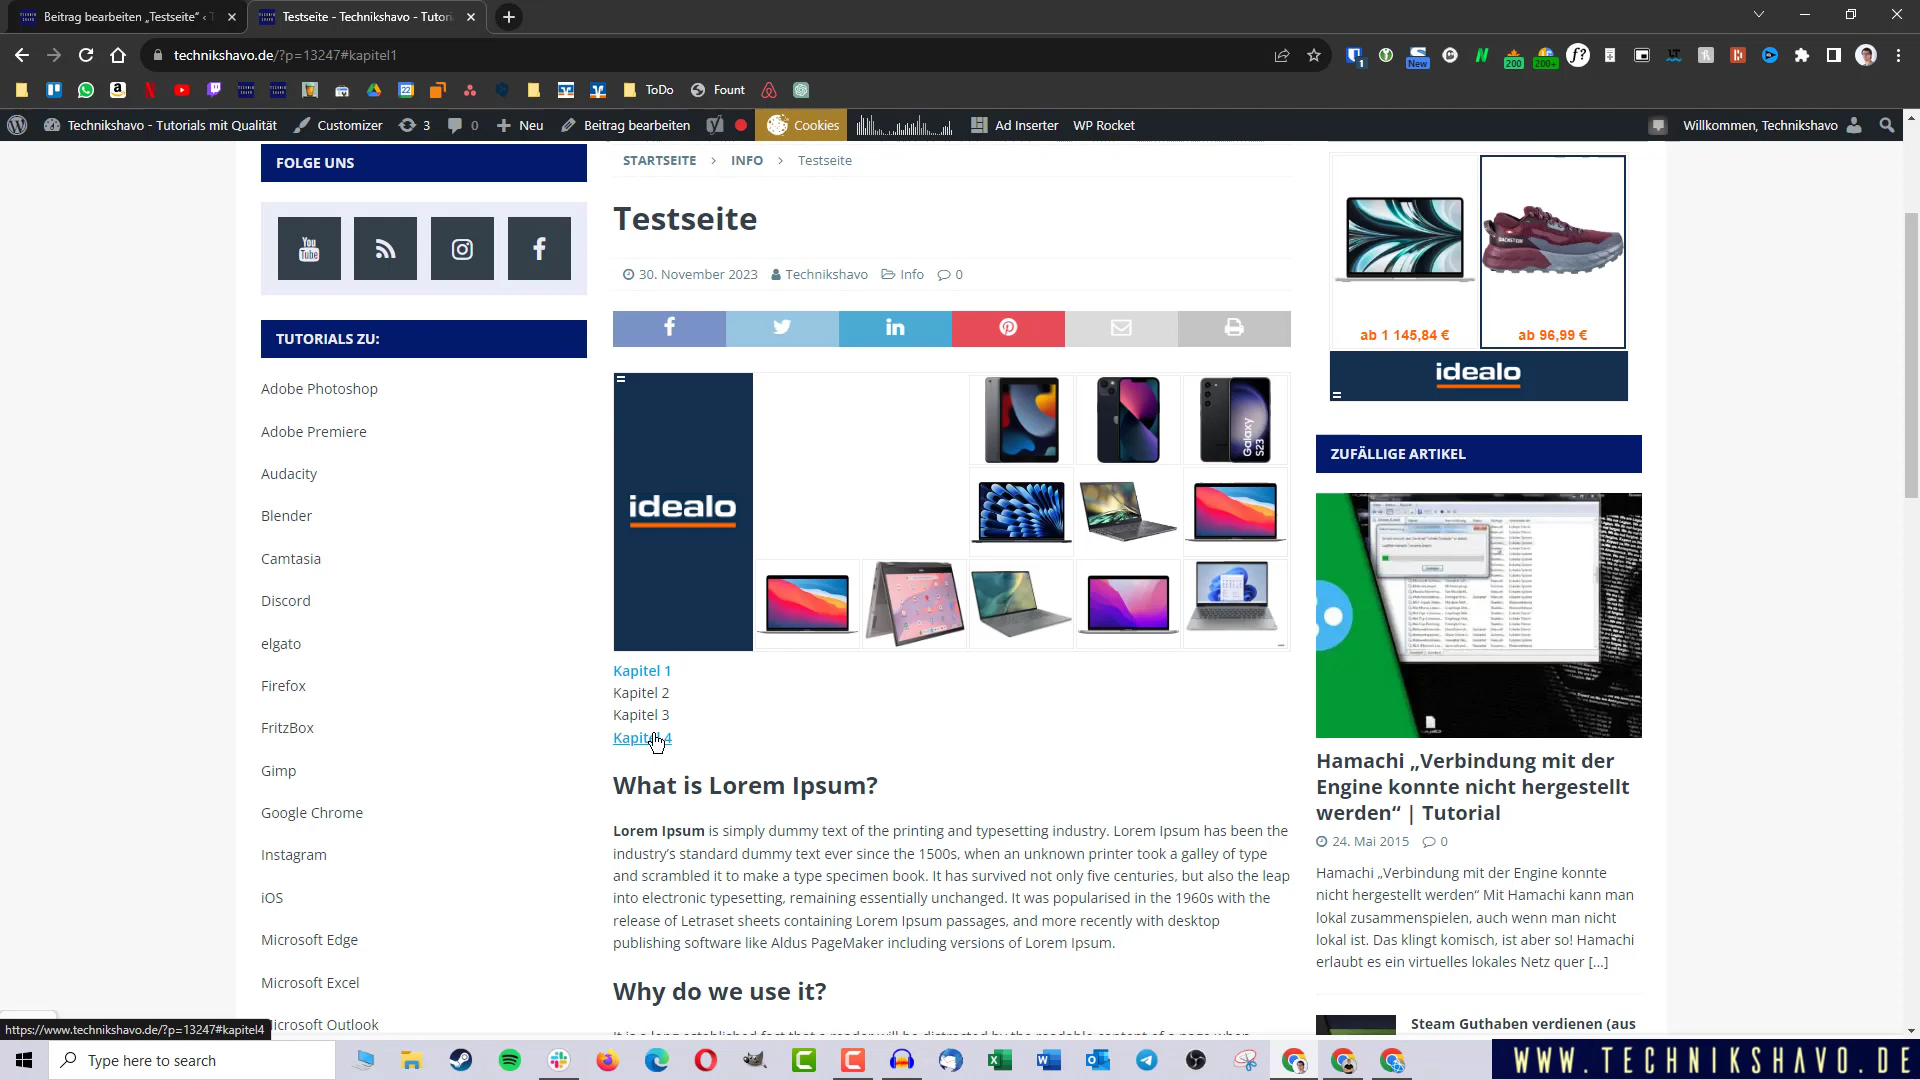 Beitrag bearbeiten „Testseite“ ‹ T
Testseite - Technikshavo - Tutori
technikshavo.de/?p=13247#kapitel1
ToDo
Fount
Technikshavo - Tutorials mit Qualität
Customizer
3
0
Neu
Beitrag bearbeiten
Cookies
Ad Inserter
WP Rocket
Willkommen, Technikshavo
FOLGE UNS
You
Tube
TUTORIALS ZU:
Adobe Photoshop
Adobe Premiere
Audacity
Blender
Camtasia
Discord
elgato
Firefox
FritzBox
Gimp
Google Chrome
Instagram
iOS
Microsoft Edge
Microsoft Excel
icrosoft Outlook
STARTSEITE > INFO > Testseite
Testseite
30. November 2023 Technikshavo Info 0
idealo
Galaxy
S23
Kapitel 1
Kapitel 2
Kapitel 3
Kapitel 4
What is Lorem Ipsum?
Lorem Ipsum is simply dummy text of the printing and typesetting industry. Lorem Ipsum has been the
industry's standard dummy text ever since the 1500s, when an unknown printer took a galley of type
and scrambled it to make a type specimen book. It has survived not only five centuries, but also the leap
into electronic typesetting, remaining essentially unchanged. It was popularised in the 1960s with the
release of Letraset sheets containing Lorem Ipsum passages, and more recently with desktop
publishing software like Aldus PageMaker including versions of Lorem Ipsum.
Why do we use it?
ab 1 145,84 €
ab 96,99 €
idealo
ZUFÄLLIGE ARTIKEL
Hamachi „Verbindung mit der
Engine konnte nicht hergestellt
werden“ | Tutorial
24. Mai 2015 0
Hamachi „Verbindung mit der Engine konnte
nicht hergestellt werden“ Mit Hamachi kann man
lokal zusammenspielen, auch wenn man nicht
lokal ist. Das klingt komisch, ist aber so! Hamachi
erlaubt es ein virtuelles lokales Netz quer [...]
Steam Guthaben verdienen (aus
https://www.technikshavo.de/?p=13247#kapitel4
Type here to search
WWW.TECHNIKSHAVO.DE